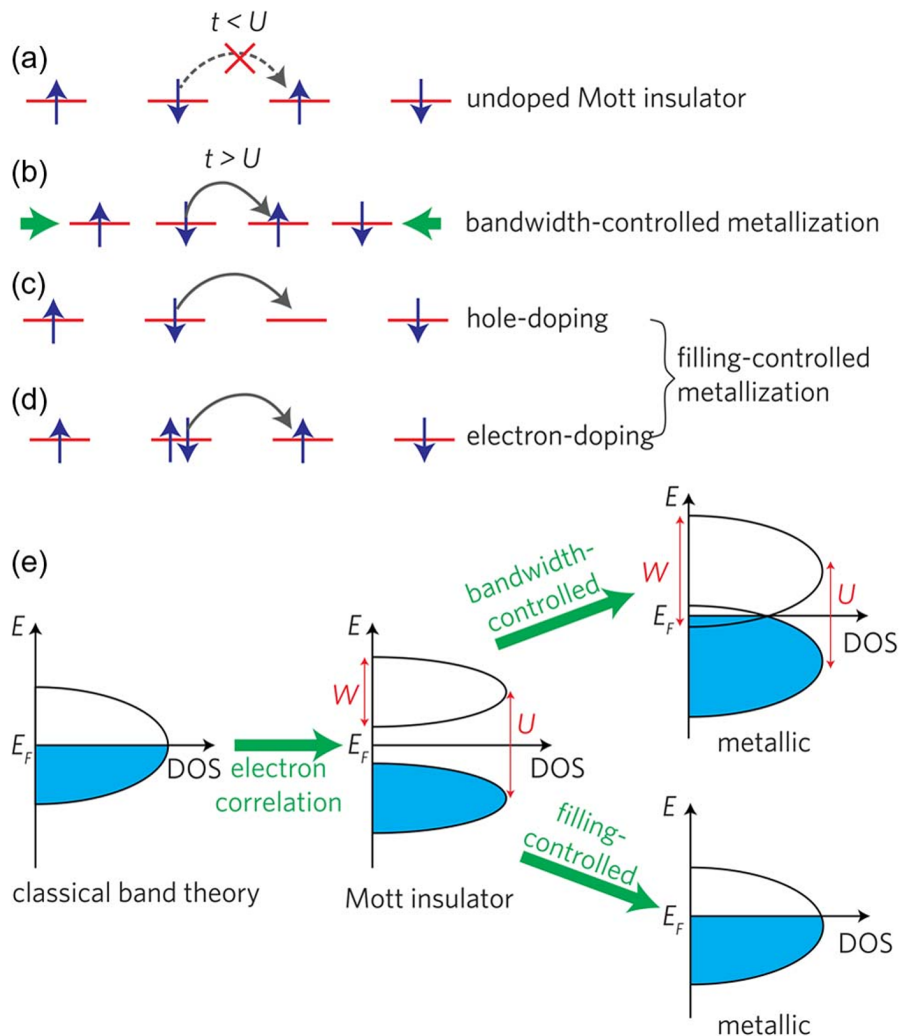 (a)
t < U
undoped Mott insulator
(b)
t > U
bandwidth-controlled metallization
(c)
hole-doping
filling-controlled
metallization
(d)
electron-doping
(e)
E
E_F
DOS
classical band theory
electron
correlation
E
W
E_F
U
DOS
Mott insulator
bandwidth-
controlled
E
W
E_F
U
DOS
metallic
filling-
controlled
E
E_F
DOS
metallic